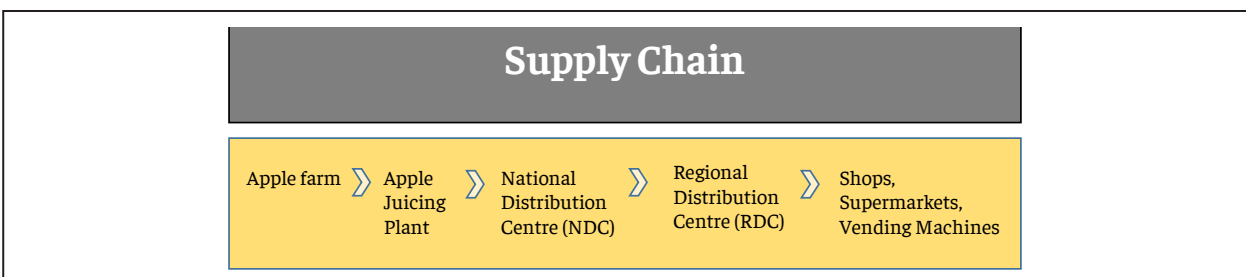 Supply Chain
Apple farm
Apple
Juicing
Plant
National
Distribution
Centre (NDC)
Regional
Distribution
Centre (RDC)
Shops,
Supermarkets,
Vending Machines